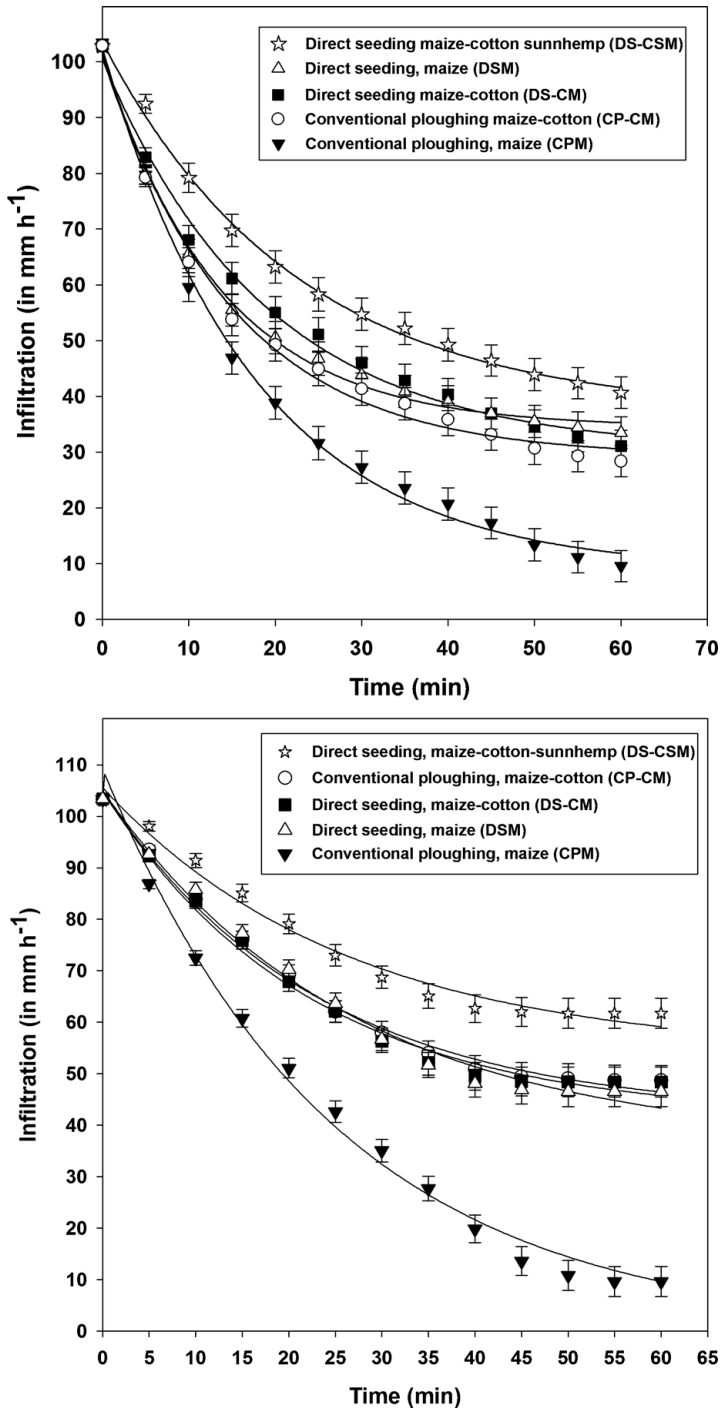 Direct seeding maize-cotton sunnhemp (DS-CSM)
Direct seeding, maize (DSM)
Direct seeding maize-cotton (DS-CM)
Conventional ploughing maize-cotton (CP-CM)
Conventional ploughing, maize (CPM)
Infiltration (in mm h⁻¹)
100
80
60
40
30
20
10
0
0 10 20 30 40 50 60 70
Time (min)
Direct seeding, maize-cotton-sunnhemp (DS-CSM)
Conventional ploughing, maize-cotton (CP-CM)
Direct seeding, maize-cotton (DS-CM)
Direct seeding, maize (DSM)
Conventional ploughing, maize (CPM)
Infiltration (in mm h⁻¹)
110
100
90
80
70
60
50
40
30
20
10
0
0 5 10 15 20 25 30 35 40 45 50 55 60 65
Time (min)